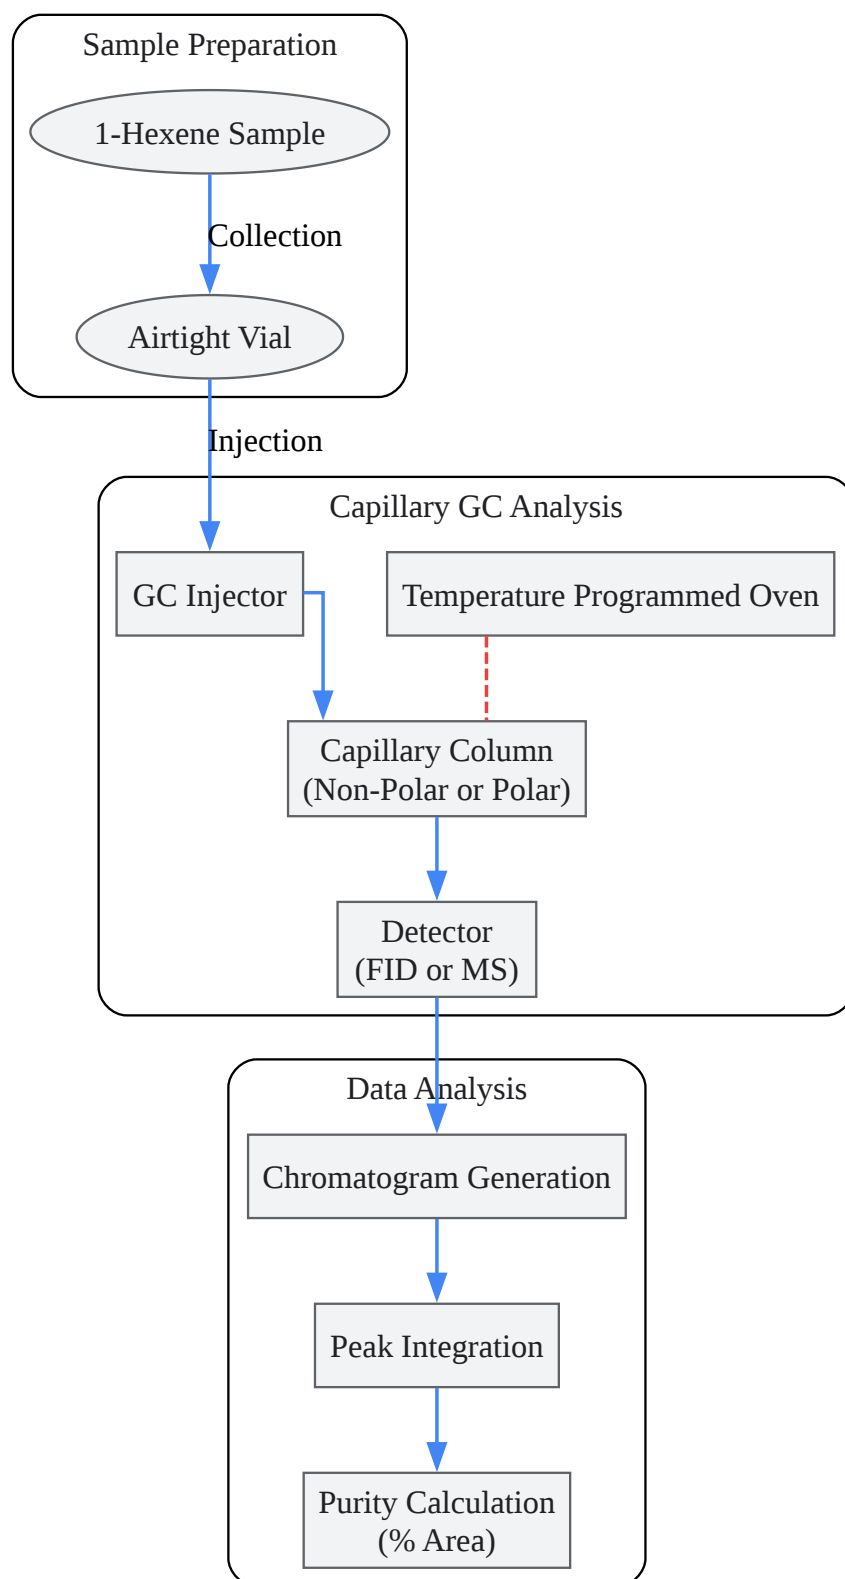 Sample Preparation
1-Hexene Sample
Collection
Airtight Vial
Injection
Capillary GC Analysis
GC Injector
Temperature Programmed Oven
Capillary Column
(Non-Polar or Polar)
Detector
(FID or MS)
Data Analysis
Chromatogram Generation
Peak Integration
Purity Calculation
(% Area)